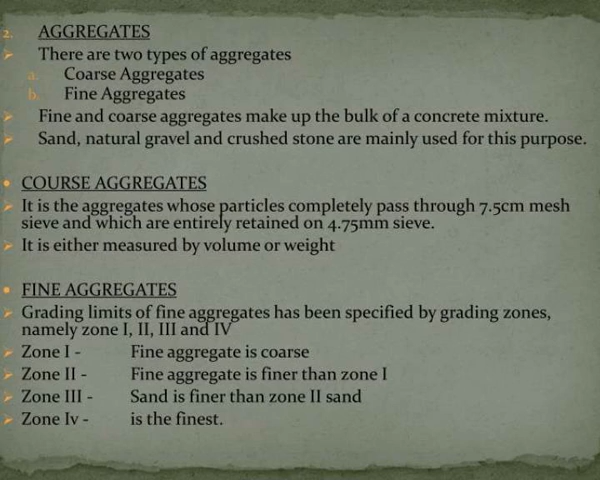 2. AGGREGATES
There are two types of aggregates
a. Coarse Aggregates
b. Fine Aggregates
Fine and coarse aggregates make up the bulk of a concrete mixture.
Sand, natural gravel and crushed stone are mainly used for this purpose.
COURSE AGGREGATES
It is the aggregates whose particles completely pass through 7.5cm mesh
sieve and which are entirely retained on 4.75mm sieve.
It is either measured by volume or weight
FINE AGGREGATES
Grading limits of fine aggregates has been specified by grading zones,
namely zone I, II, III and IV
Zone I - Fine aggregate is coarse
Zone II - Fine aggregate is finer than zone I
Zone III - Sand is finer than zone II sand
Zone Iv - is the finest.